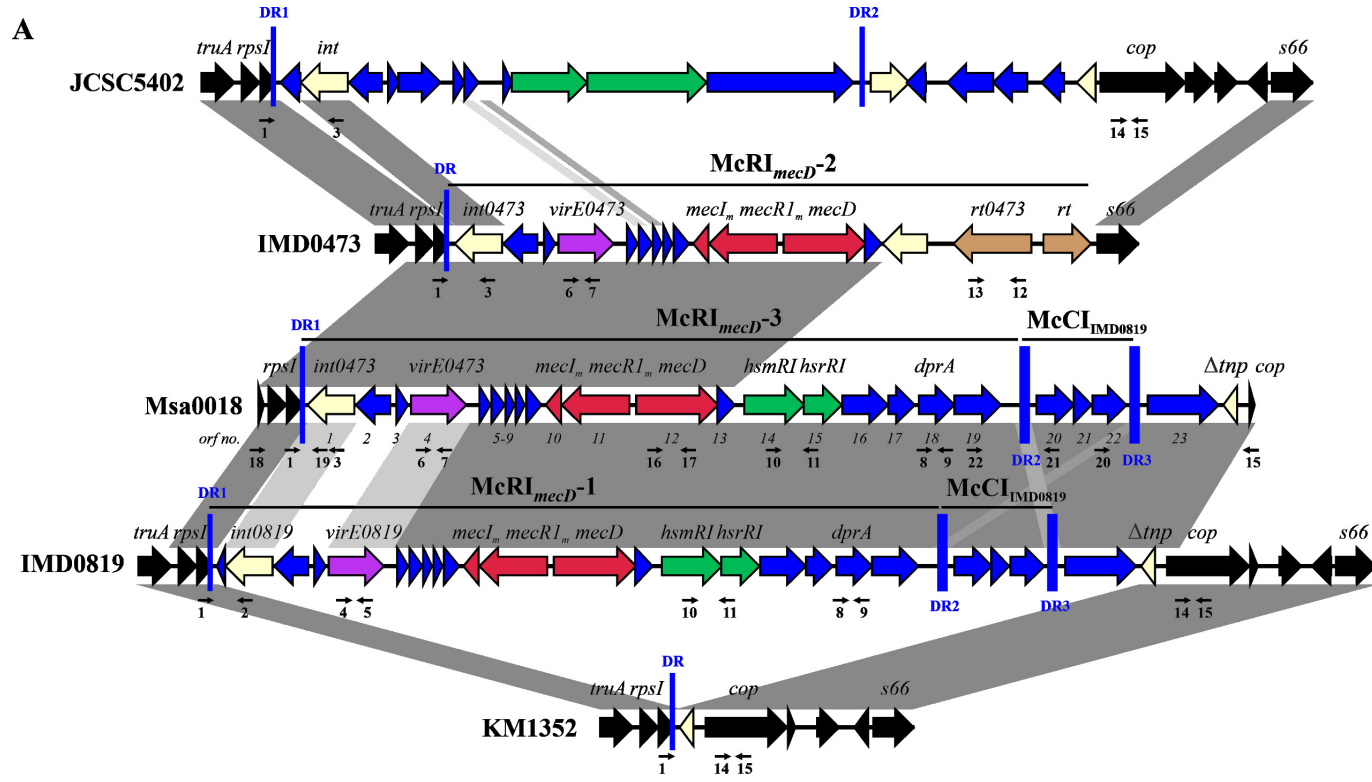 A
DR1 DR2
truA rpsI int cop s66
JCSC5402
1 3 14 15
McRImecD-2
DR
truA rpsI int0473 virE0473 mecIm mecR1m mecD rt0473 rt s66
IMD0473
1 3 6 7 13 12
McRImecD-3 McCIIMD0819
DR1
rpsI int0473 virE0473 mecIm mecR1m mecD hsmRI hsrRI dprA Δtnp cop
Msa0018
orf no. 1 2 3 4 5-9 10 11 12 13 14 15 16 17 18 19 20 21 22 23
18 1 19 3 6 7 16 17 10 11 8 9 22 DR2 21 20 DR3 15
McRImecD-1 McCIIMD0819
DR1
truA rpsI int0819 virE0819 mecIm mecR1m mecD hsmRI hsrRI dprA Δtnp cop s66
IMD0819
1 2 4 5 10 11 8 9 DR2 DR3 14 15
DR
truA rpsI cop s66
KM1352
1 14 15